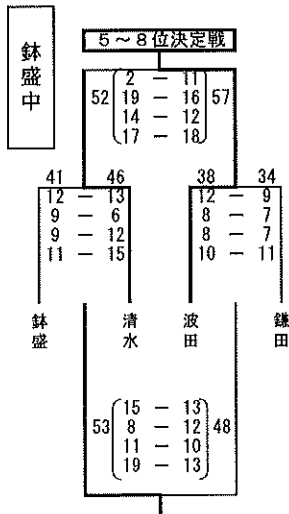 鉢盛中
5～8位決定戦
52 2 － 11 57
19 － 16
14 － 12
17 － 18
41 46 38 34
12 － 13 12 － 9
9 － 6 8 － 7
9 － 12 8 － 7
11 － 15 10 － 11
鉢盛 清水 波田 鎌田
15 － 13
53 8 － 12 48
11 － 10
19 － 13